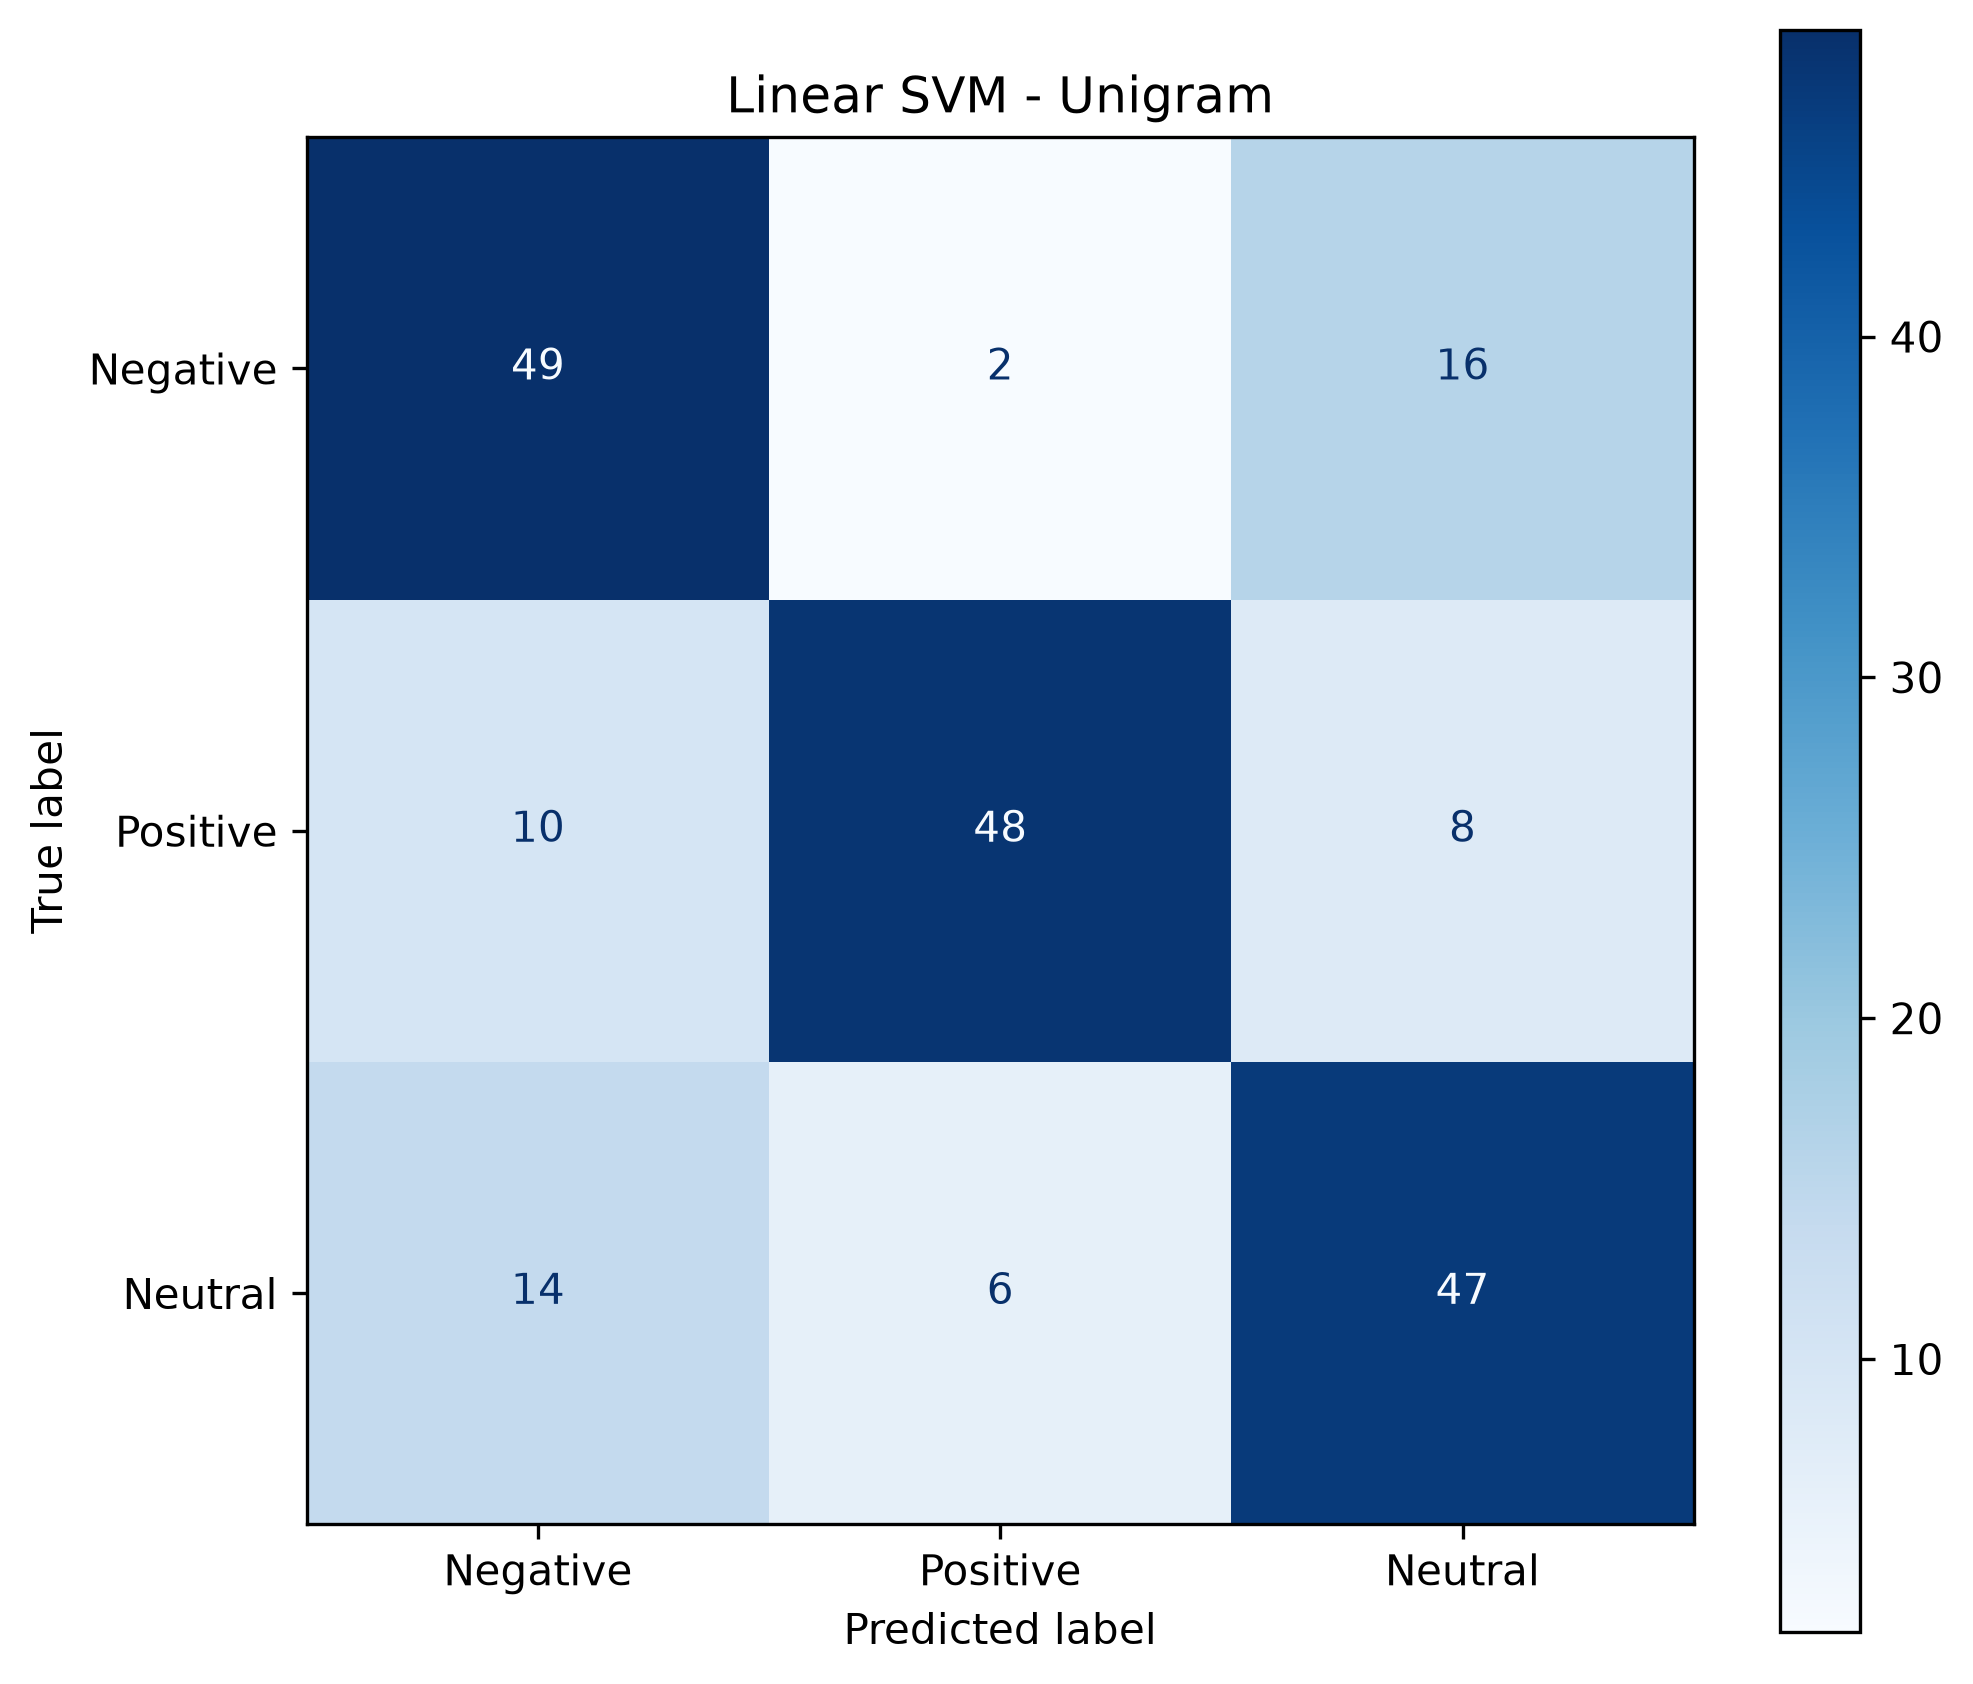 Linear SVM - Unigram
True label
Negative
49
2
16
Positive
10
48
8
Neutral
14
6
47
Negative
Positive
Neutral
Predicted label
40
30
20
10